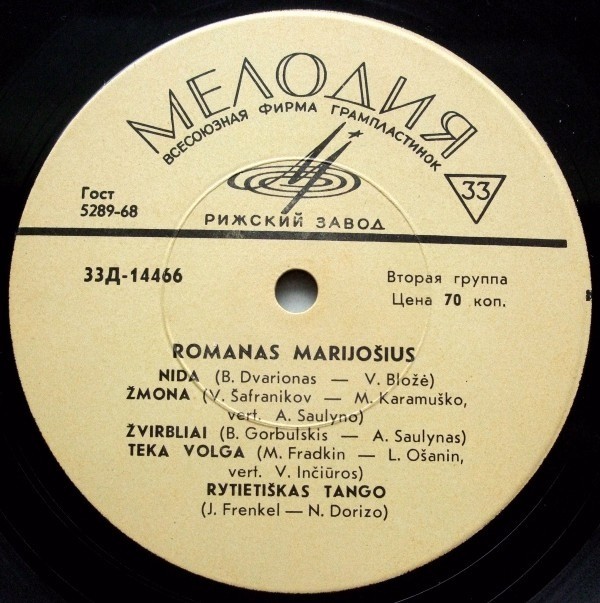 МЕЛОДИЯ
ВСЕСОЮЗНАЯ ФИРМА ГРАМПЛАСТИНОК
33
Гост
5289-68
РИЖСКИЙ ЗАВОД
33Д-14466
Вторая группа
Цена 70 коп.
ROMANAS MARIJOŠIUS
NIDA (B. Dvarionas — V. Bložė)
ŽMONA (V. Šafranikov — M. Karamuško,
vert. A. Saulyno)
ŽVIRBLIAI (B. Gorbulskis — A. Saulynas)
TEKA VOLGA (M. Fradkin — L. Ošanin,
vert. V. Inčiūros)
RYTIETIŠKAS TANGO
(J. Frenkel — N. Dorizo)